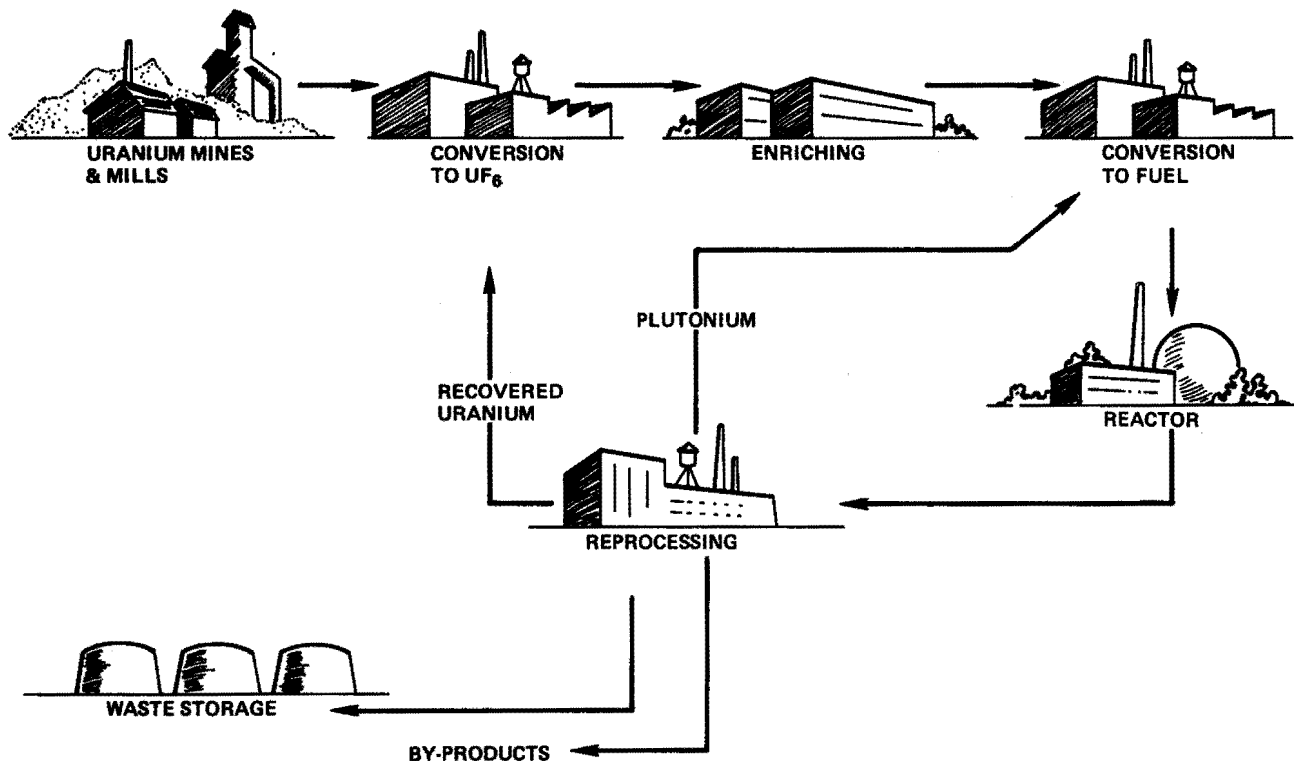 URANIUM MINES
& MILLS
CONVERSION
TO UF₆
ENRICHING
CONVERSION
TO FUEL
PLUTONIUM
RECOVERED
URANIUM
REACTOR
REPROCESSING
WASTE STORAGE
BY-PRODUCTS